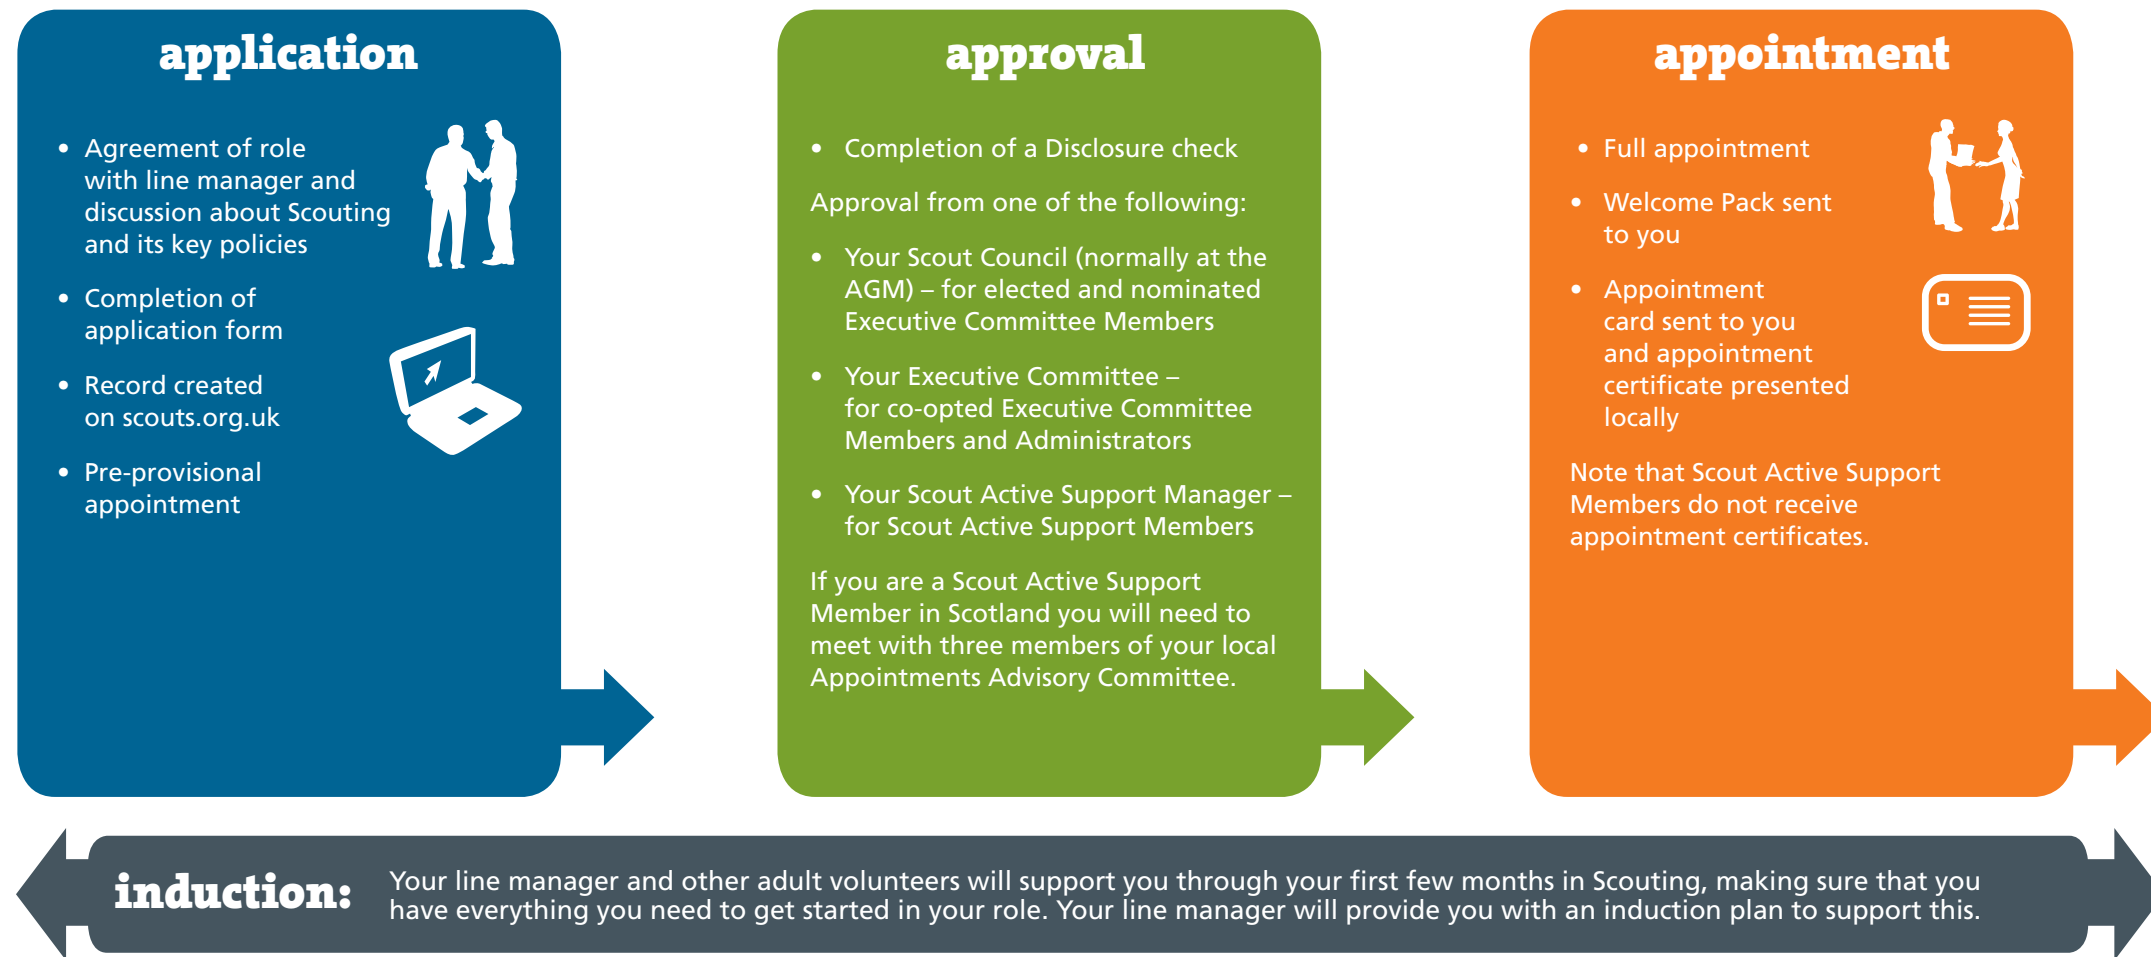 application
• Agreement of role
with line manager and
discussion about Scouting
and its key policies
• Completion of
application form
• Record created
on scouts.org.uk
• Pre-provisional
appointment
approval
• Completion of a Disclosure check
Approval from one of the following:
• Your Scout Council (normally at the
AGM) – for elected and nominated
Executive Committee Members
• Your Executive Committee –
for co-opted Executive Committee
Members and Administrators
• Your Scout Active Support Manager –
for Scout Active Support Members
If you are a Scout Active Support
Member in Scotland you will need to
meet with three members of your local
Appointments Advisory Committee.
appointment
• Full appointment
• Welcome Pack sent
to you
• Appointment
card sent to you
and appointment
certificate presented
locally
Note that Scout Active Support
Members do not receive
appointment certificates.
induction:
Your line manager and other adult volunteers will support you through your first few months in Scouting, making sure that you
have everything you need to get started in your role. Your line manager will provide you with an induction plan to support this.